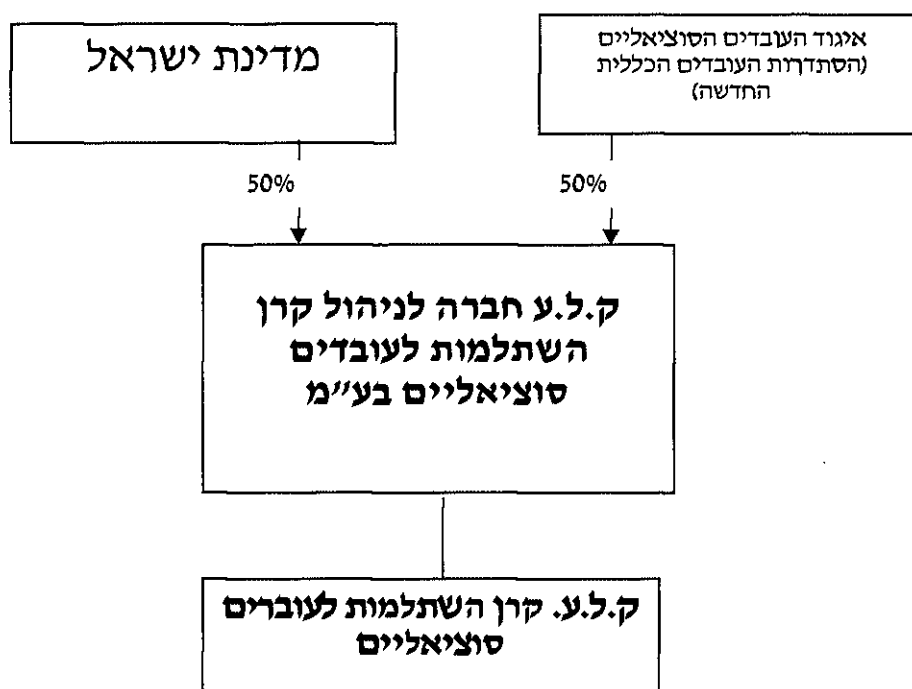 איגוד העובדים הסוציאליים
(הסתדרות העובדים הכללית
החדשה)
מדינת ישראל
50%
50%
ק.ל.ע חברה לניהול קרן
השתלמות לעובדים
סוציאליים בע"מ
ק.ל.ע. קרן השתלמות לעוברים
סוציאליים